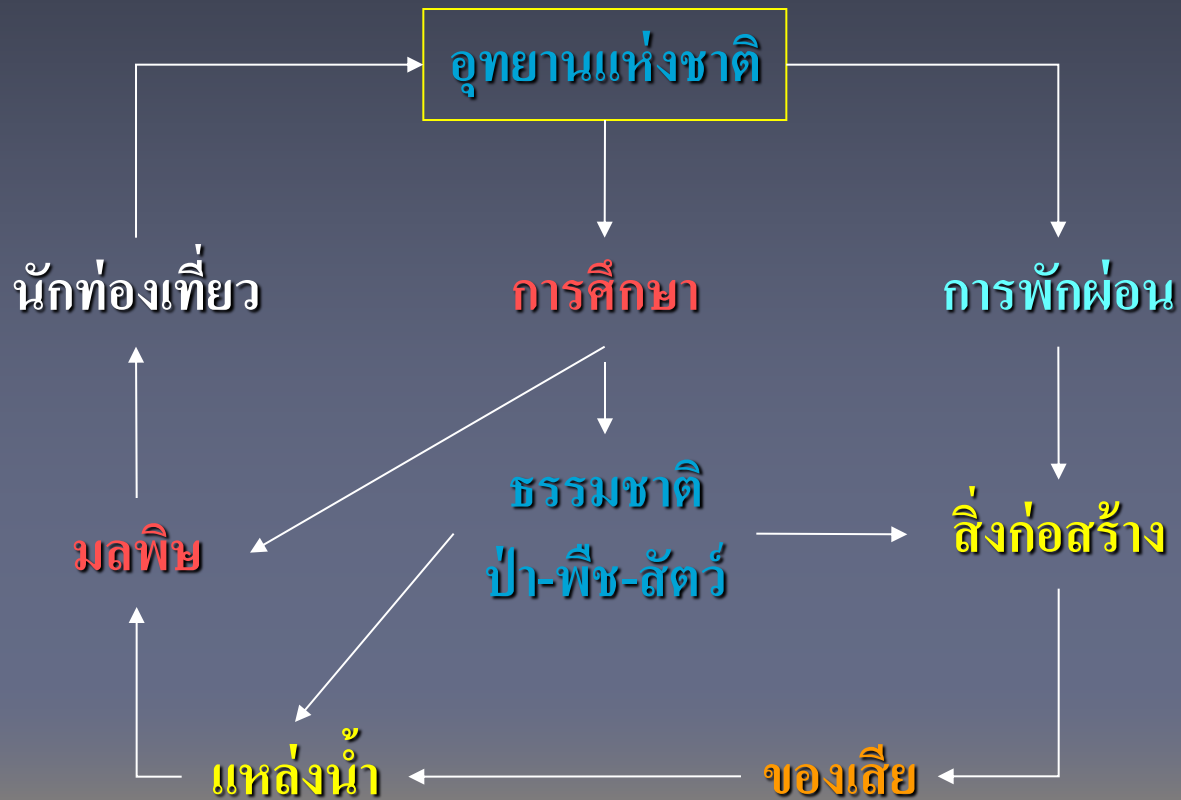 อุทยานแห่งชาติ
นักท่องเที่ยว
การศึกษา
การพักผ่อน
ธรรมชาติ
ป่า-พืช-สัตว์
สิ่งก่อสร้าง
มลพิษ
แหล่งน้ำ
ของเสีย